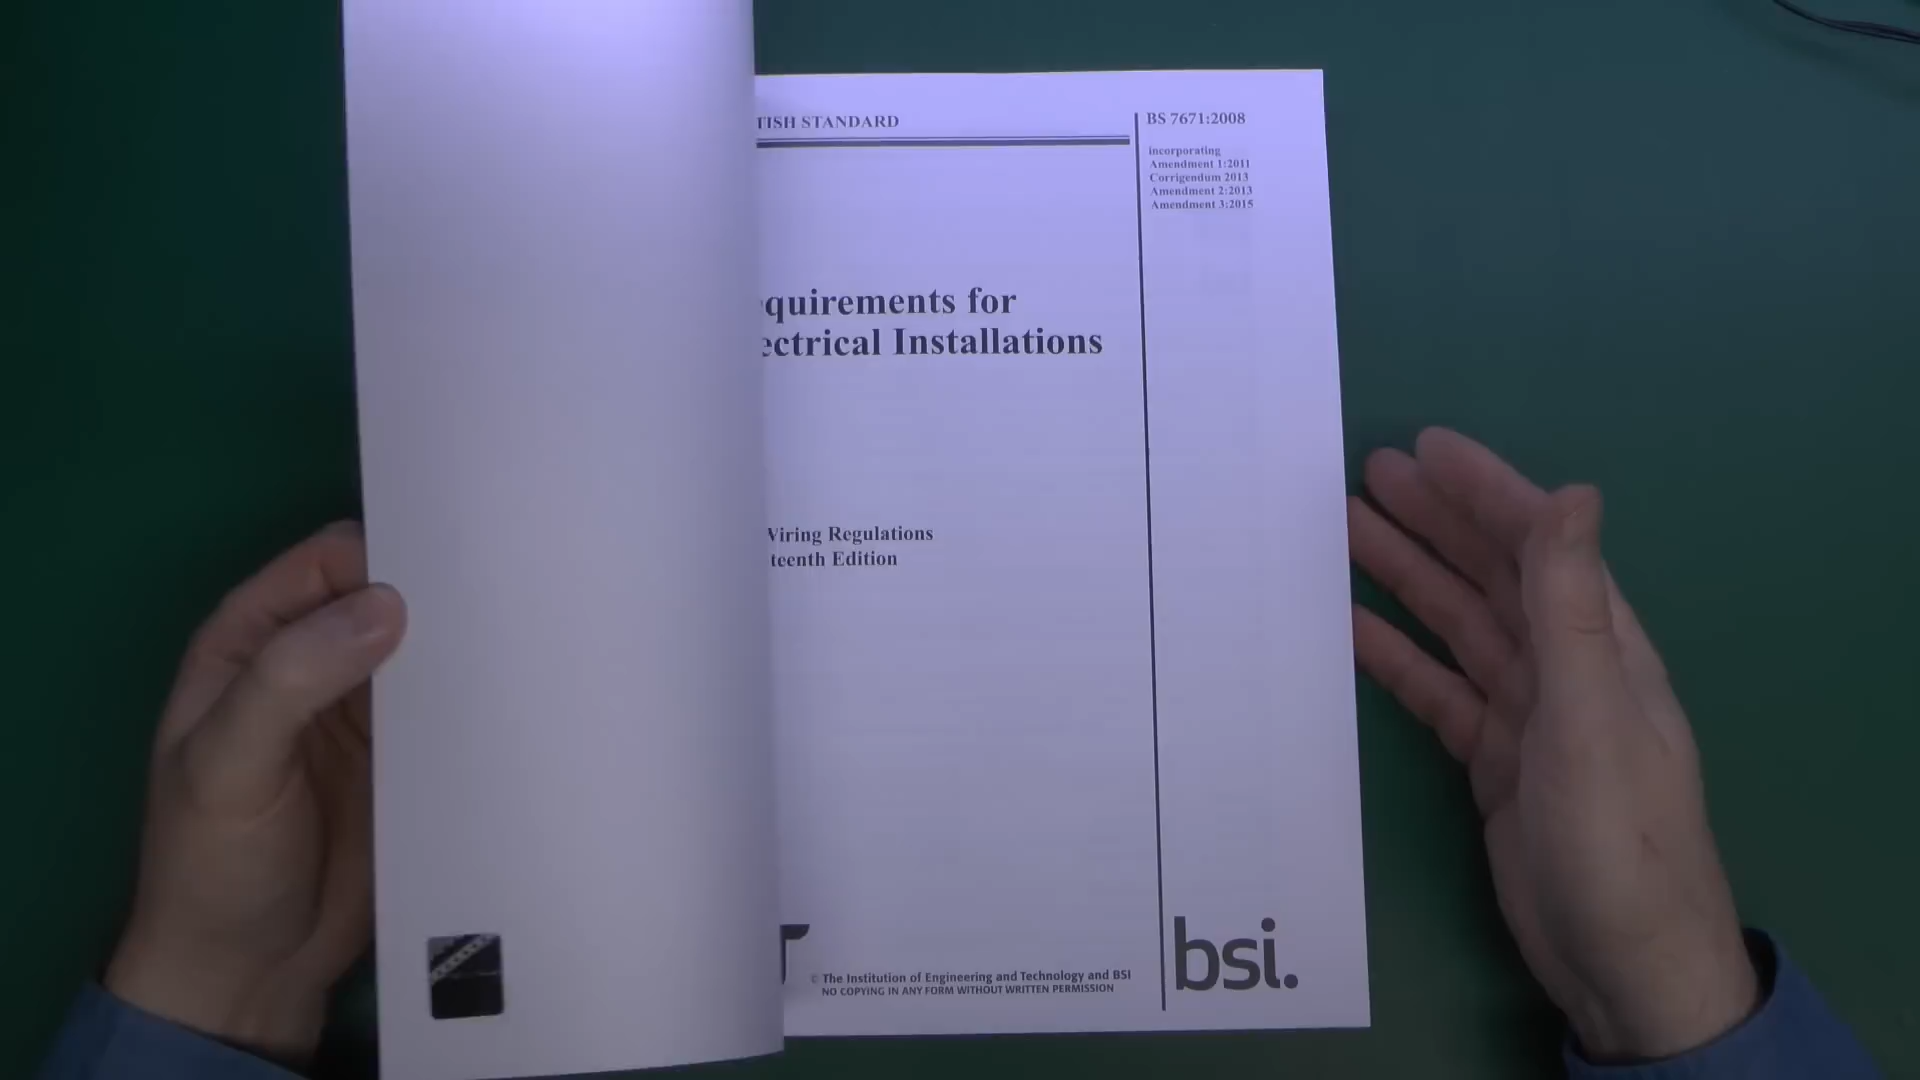 TISH STANDARD
BS 7671:2008
incorporating
Amendment 1:2011
Corrigendum 2013
Amendment 2:2013
Amendment 3:2015
quirements for
ectrical Installations
Wiring Regulations
teenth Edition
T
© The Institution of Engineering and Technology and BSI
NO COPYING IN ANY FORM WITHOUT WRITTEN PERMISSION
bsi.